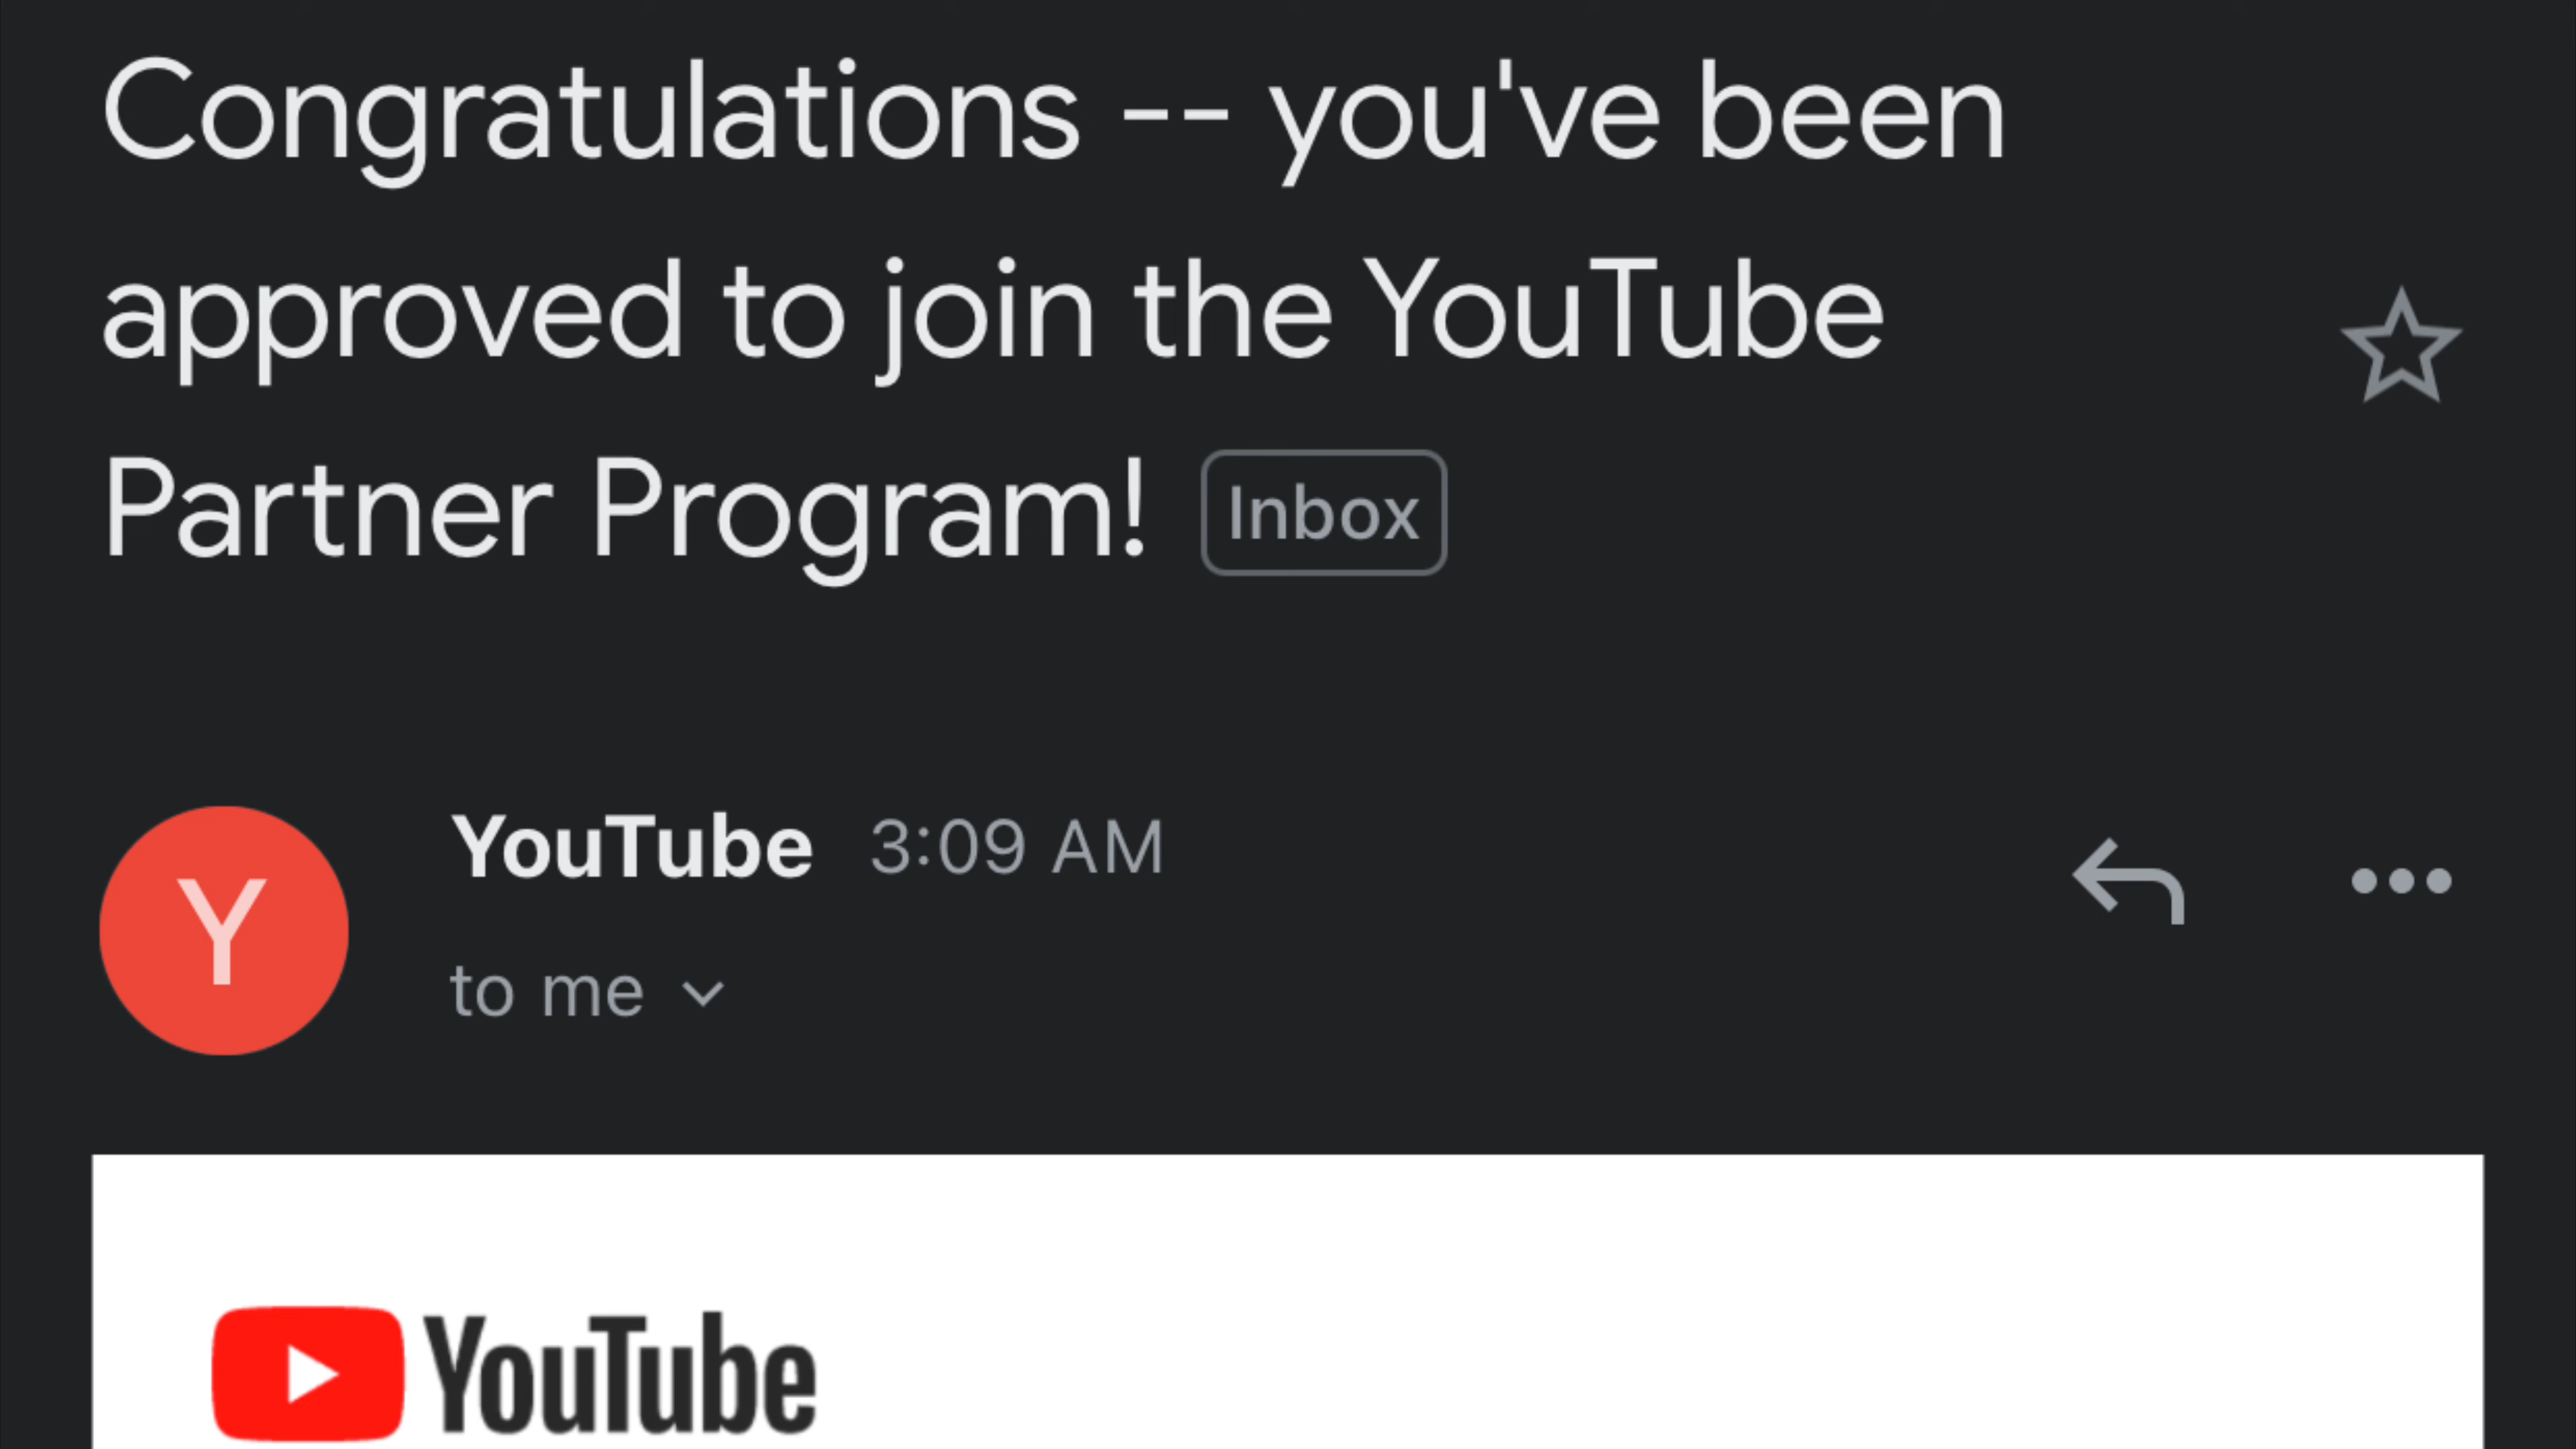 Congratulations -- you've been
approved to join the YouTube
Partner Program! Inbox
YouTube 3:09 AM
Y
to me
YouTube